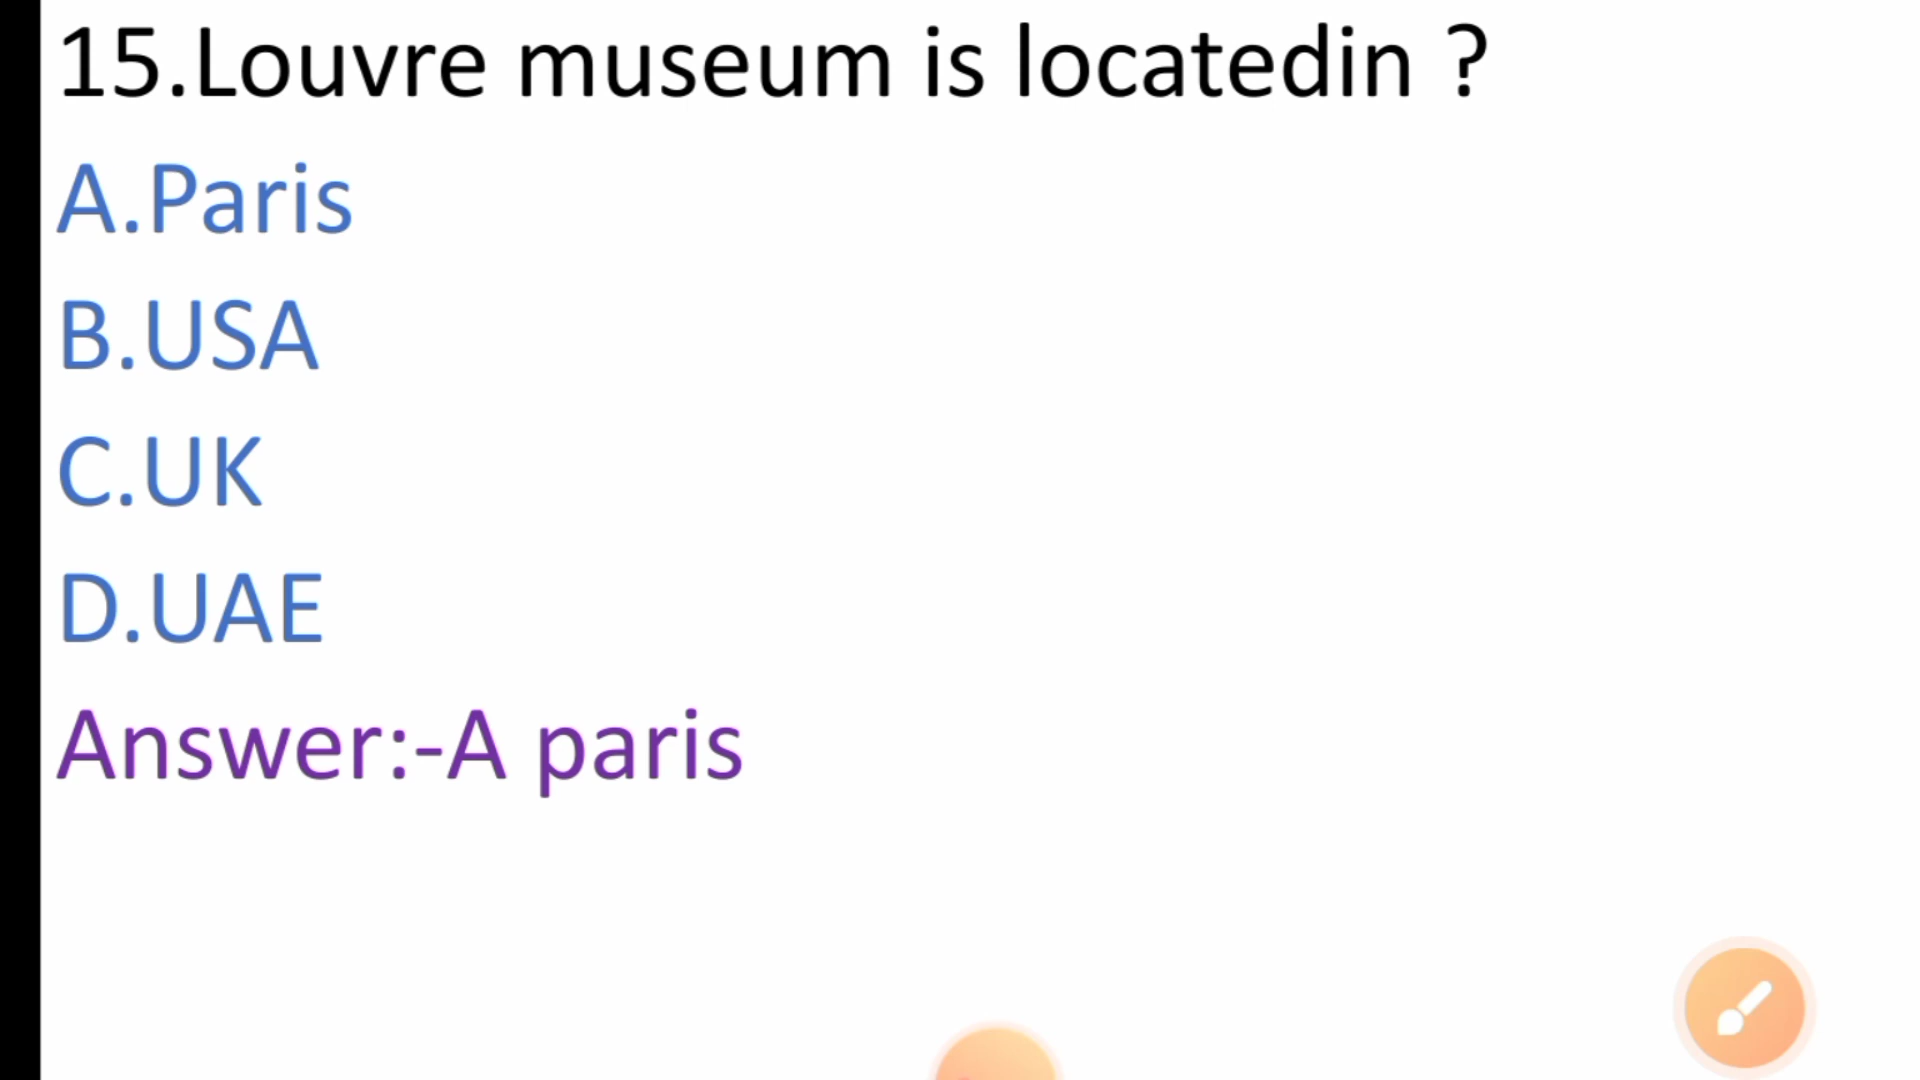 15.Louvre museum is locatedin ?
A.Paris
B.USA
C.UK
D.UAE
Answer:-A paris